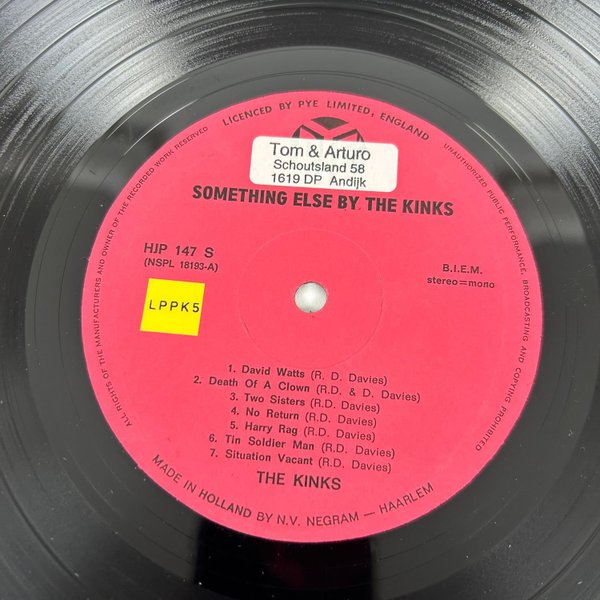 LICENCED BY PYE LIMITED, ENGLAND
ALL RIGHTS OF THE MANUFACTURERS AND OWNER OF THE RECORDED WORK RESERVED
UNAUTHORIZED PUBLIC PERFORMANCE, BROADCASTING AND COPYING PROHIBITED
Tom & Arturo
Schoutsland 58
1619 DP Andijk
SOMETHING ELSE BY THE KINKS
HJP 147 S
(NSPL 18193-A)
B.I.E.M.
stereo=mono
LPPK5
1. David Watts (R. D. Davies)
2. Death Of A Clown (R.D. & D. Davies)
3. Two Sisters (R.D. Davies)
4. No Return (R.D. Davies)
5. Harry Rag (R.D. Davies)
6. Tin Soldier Man (R.D. Davies)
7. Situation Vacant (R.D. Davies)
THE KINKS
MADE IN HOLLAND BY N.V. NEGRAM — HAARLEM